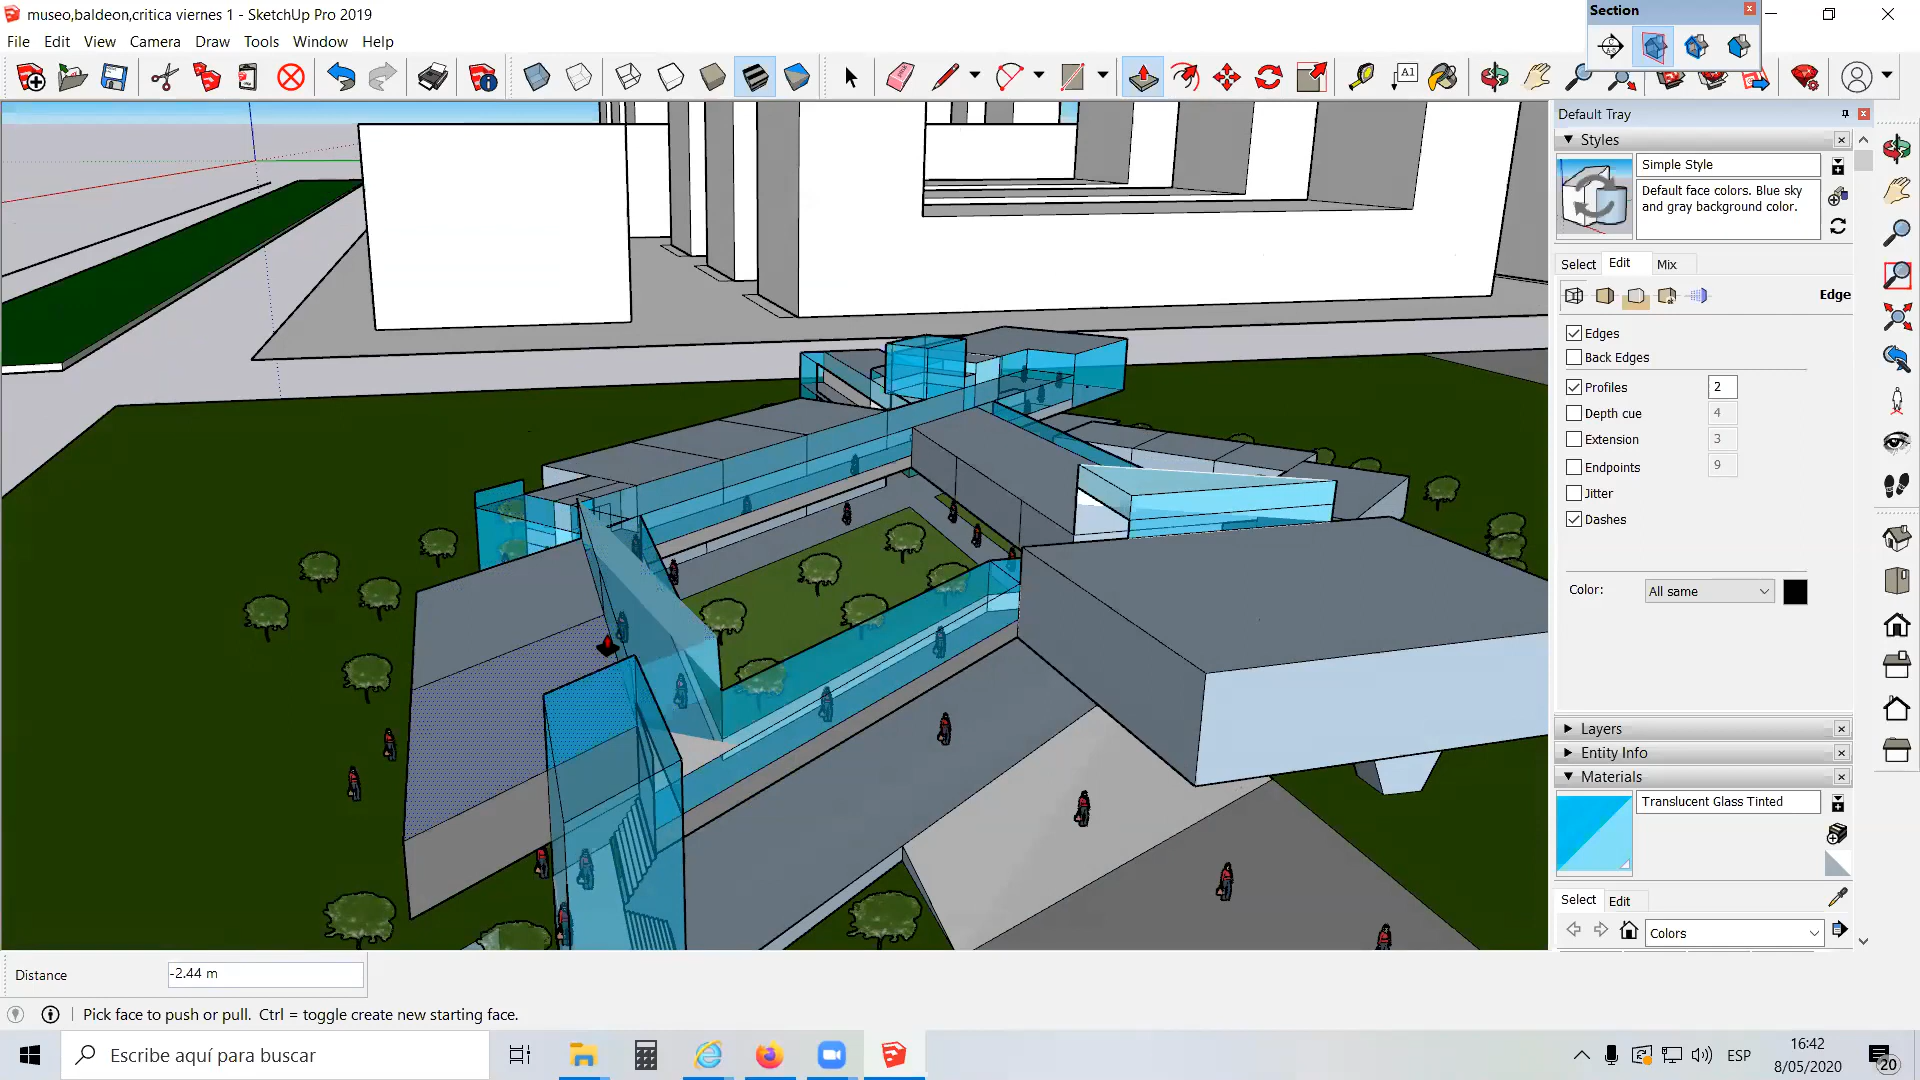 museo,baldeon,critica viernes 1 - SketchUp Pro 2019
Section
File Edit View Camera Draw Tools Window Help
A1
Default Tray
Styles
Simple Style
Default face colors. Blue sky
and gray background color.
Select Edit Mix
Edge
Edges
Back Edges
Profiles 2
Depth cue 4
Extension 3
Endpoints 9
Jitter
Dashes
Color: All same
Layers
Entity Info
Materials
Translucent Glass Tinted
Select Edit
Colors
Distance -2.44 m
Pick face to push or pull. Ctrl = toggle create new starting face.
Escribe aquí para buscar
ESP
16:42
8/05/2020
20